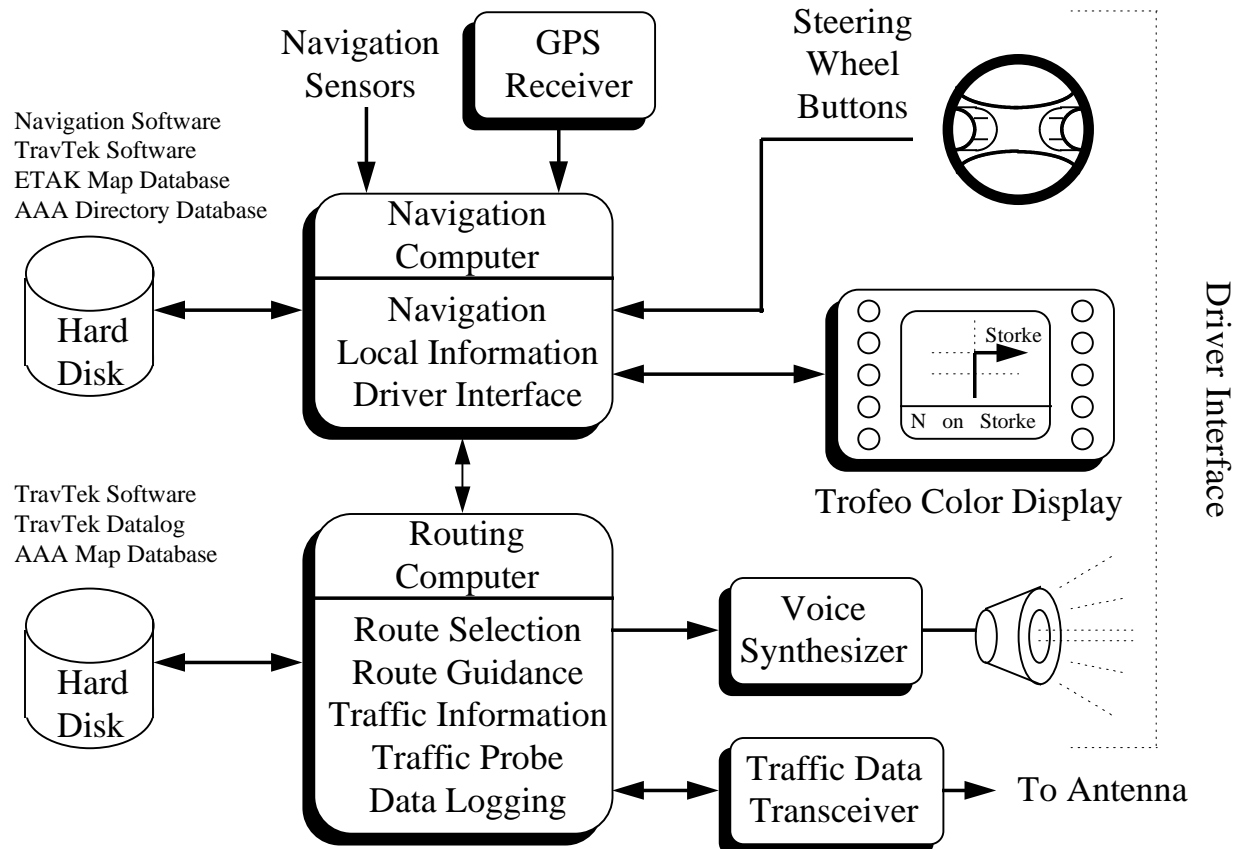 Navigation
Sensors
GPS
Receiver
Steering
Wheel
Buttons
Navigation Software
TravTek Software
ETAK Map Database
AAA Directory Database
Hard
Disk
Navigation
Computer
Navigation
Local Information
Driver Interface
Storke
N on Storke
Trofeo Color Display
Driver Interface
TravTek Software
TravTek Datalog
AAA Map Database
Hard
Disk
Routing
Computer
Route Selection
Route Guidance
Traffic Information
Traffic Probe
Data Logging
Voice
Synthesizer
Traffic Data
Transceiver
To Antenna